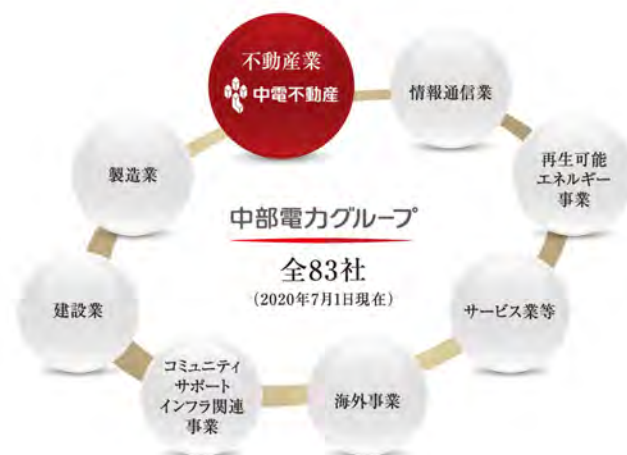 不動産業
中電不動産
情報通信業
再生可能
エネルギー
事業
製造業
中部電力グループ
全83社
(2020年7月1日現在)
建設業
サービス業等
コミュニティ
サポート
インフラ関連
事業
海外事業